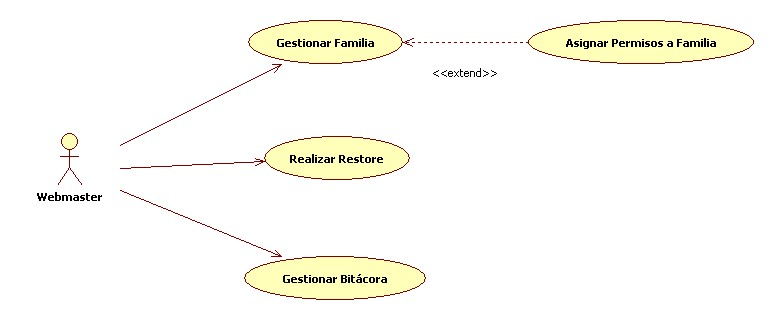 Gestionar Familia
Asignar Permisos a Familia
<<extend>>
Realizar Restore
Webmaster
Gestionar Bitácora